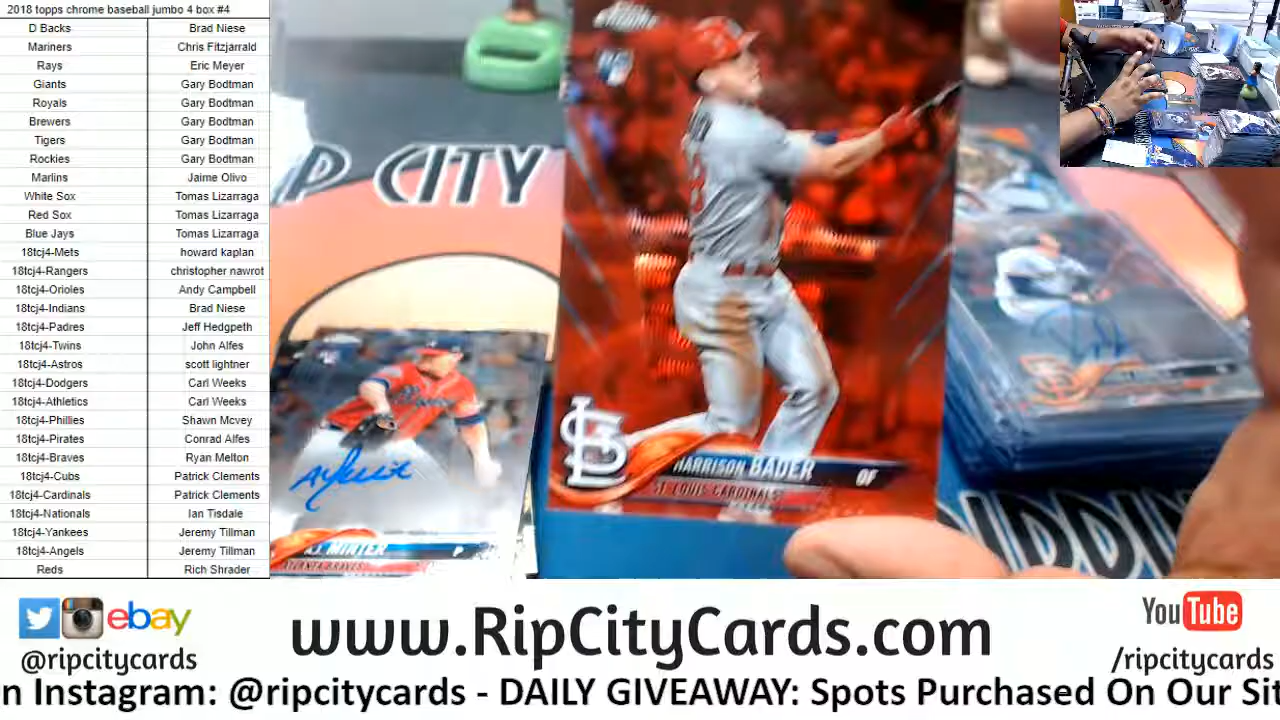 2018 topps chrome baseball jumbo 4 box #4
D Backs Brad Niese
Mariners Chris Fitzjarrald
Rays Eric Meyer
Giants Gary Bodtman
Royals Gary Bodtman
Brewers Gary Bodtman
Tigers Gary Bodtman
Rockies Gary Bodtman
Marlins Jaime Olivo
White Sox Tomas Lizarraga
Red Sox Tomas Lizarraga
Blue Jays Tomas Lizarraga
18tcj4-Mets howard kaplan
18tcj4-Rangers christopher nawrot
18tcj4-Orioles Andy Campbell
18tcj4-Indians Brad Niese
18tcj4-Padres Jeff Hedgpeth
18tcj4-Twins John Alfes
18tcj4-Astros scott lightner
18tcj4-Dodgers Carl Weeks
18tcj4-Athletics Carl Weeks
18tcj4-Phillies Shawn Mcvey
18tcj4-Pirates Conrad Alfes
18tcj4-Braves Ryan Melton
18tcj4-Cubs Patrick Clements
18tcj4-Cardinals Patrick Clements
18tcj4-Nationals Ian Tisdale
18tcj4-Yankees Jeremy Tillman
18tcj4-Angels Jeremy Tillman
Reds Rich Shrader
P CITY
HARRISON BADER OF
ST. LOUIS CARDINALS
A.J. MINTER P
ATLANTA BRAVES
ebay
@ripcitycards
www.RipCityCards.com
YouTube
/ripcitycards
n Instagram: @ripcitycards - DAILY GIVEAWAY: Spots Purchased On Our Sit